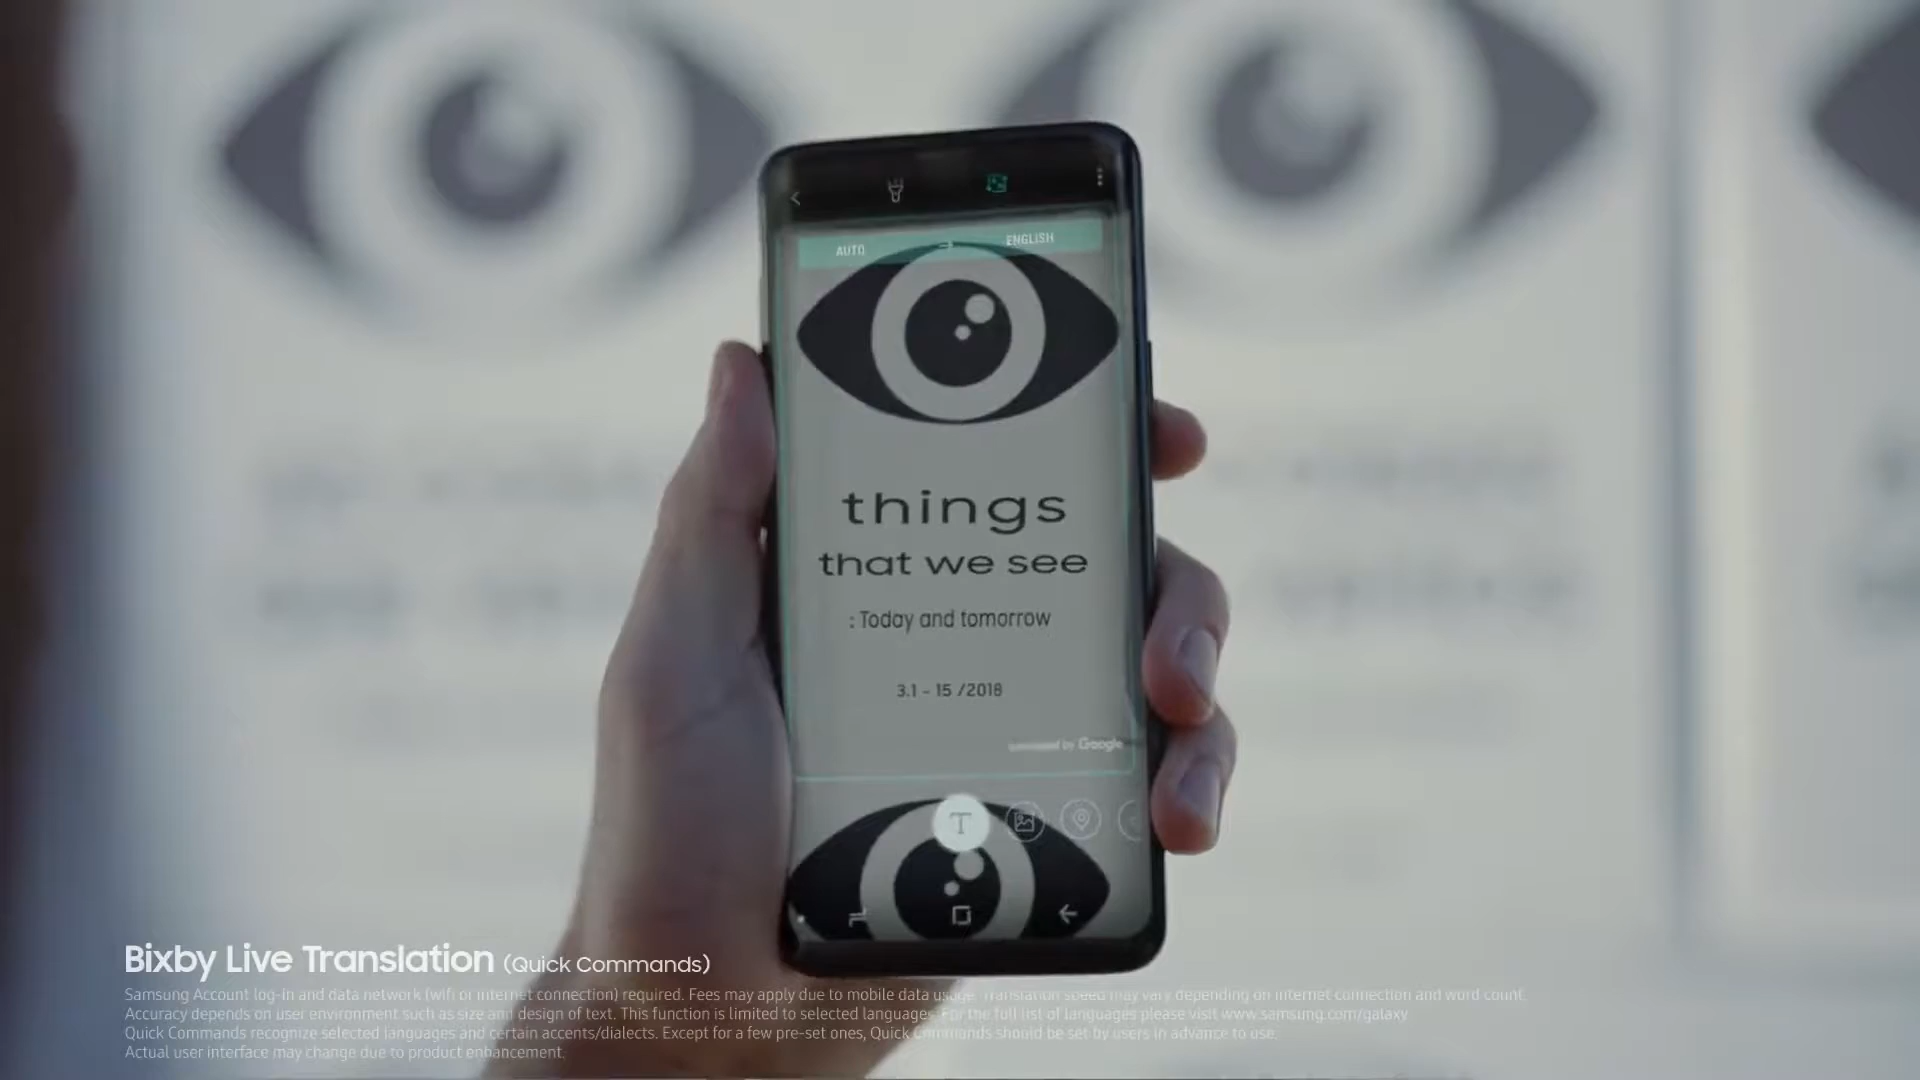 AUTO → ENGLISH
things
that we see
: Today and tomorrow
3.1 - 15 /2018
by Google
T
Bixby Live Translation (Quick Commands)
Samsung Account log-in and data network (wifi or internet connection) required. Fees may apply due to mobile data usage. Translation speed may vary depending on internet connection and word count.
Accuracy depends on user environment such as size and design of text. This function is limited to selected languages. For the full list of languages please visit www.samsung.com/galaxy
Quick Commands recognize selected languages and certain accents/dialects. Except for a few pre-set ones, Quick Commands should be set by users in advance to use.
Actual user interface may change due to product enhancement.